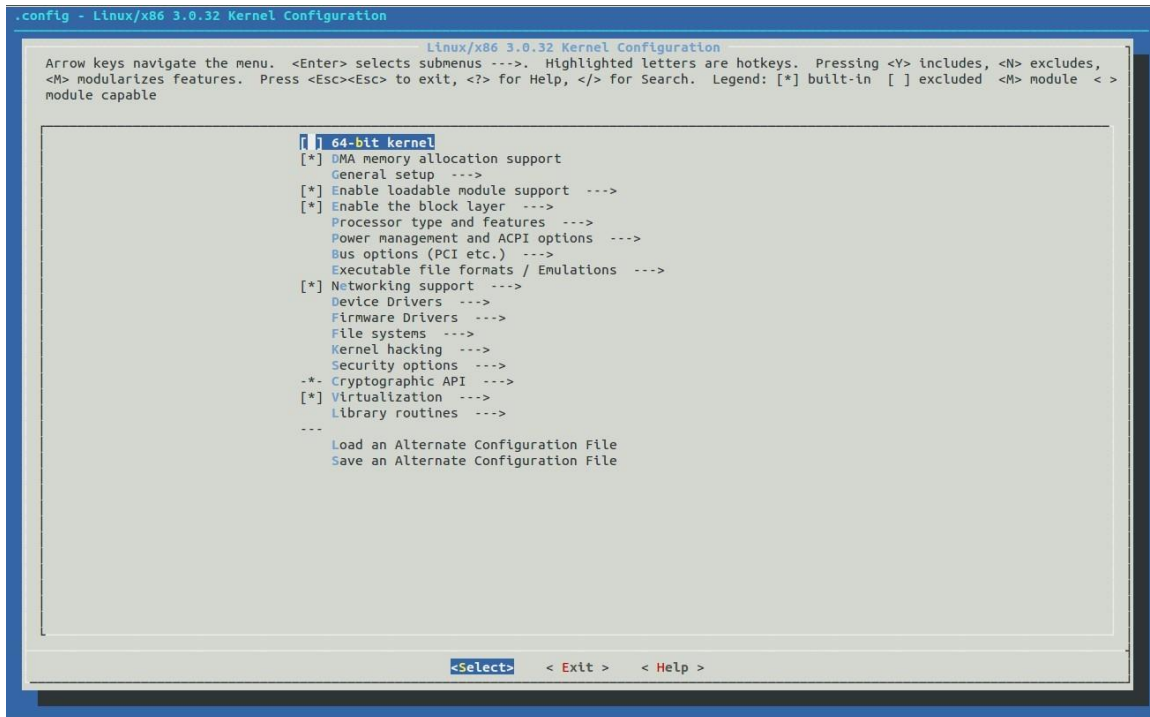 .config - Linux/x86 3.0.32 Kernel Configuration
Linux/x86 3.0.32 Kernel Configuration
Arrow keys navigate the menu. <Enter> selects submenus --->. Highlighted letters are hotkeys. Pressing <Y> includes, <N> excludes,
<M> modularizes features. Press <Esc><Esc> to exit, <?> for Help, </> for Search. Legend: [*] built-in [ ] excluded <M> module < >
module capable
[ ] 64-bit kernel
[*] DMA memory allocation support
General setup --->
[*] Enable loadable module support --->
[*] Enable the block layer --->
Processor type and features --->
Power management and ACPI options --->
Bus options (PCI etc.) --->
Executable file formats / Emulations --->
[*] Networking support --->
Device Drivers --->
Firmware Drivers --->
File systems --->
Kernel hacking --->
Security options --->
-*- Cryptographic API --->
[*] Virtualization --->
Library routines --->
---
Load an Alternate Configuration File
Save an Alternate Configuration File
<Select> < Exit > < Help >